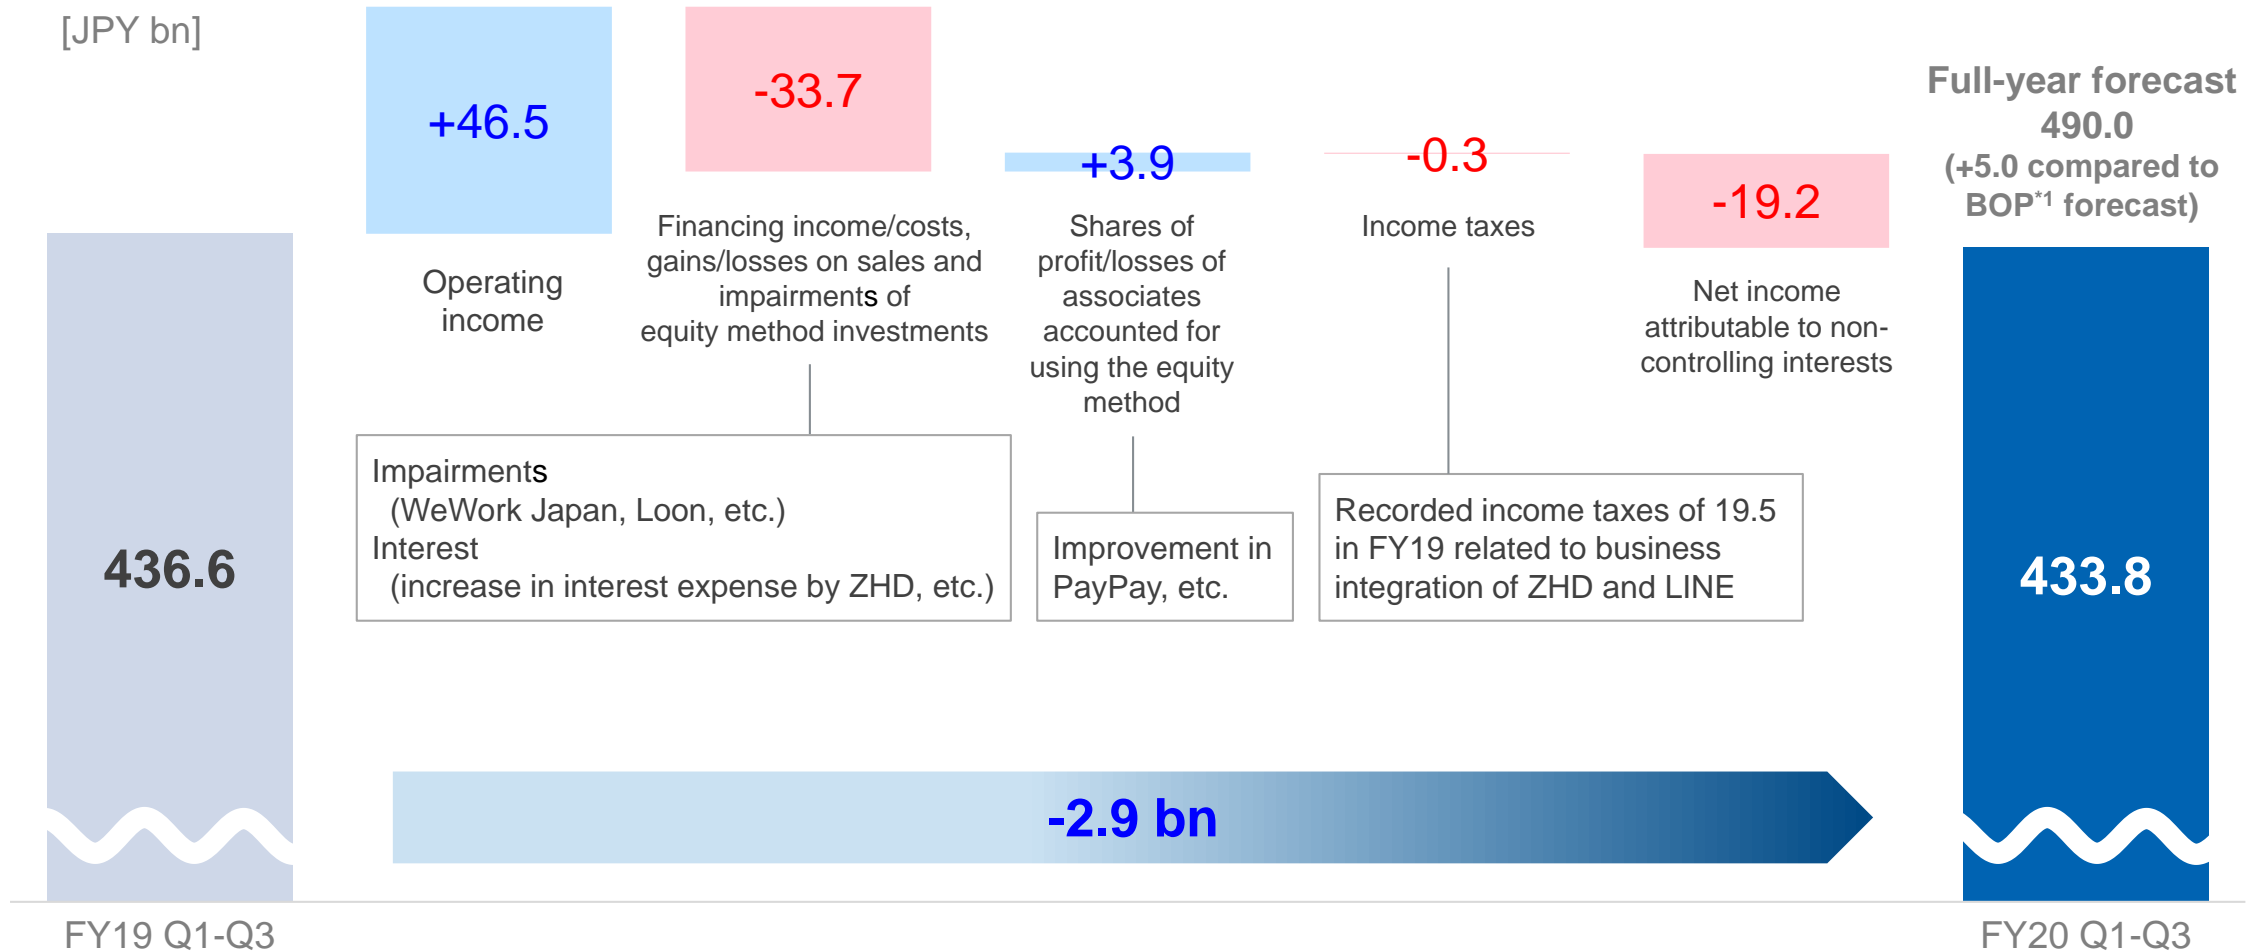 [JPY bn]
436.6
FY19 Q1-Q3
+46.5
Operating
income
-33.7
Financing income/costs,
gains/losses on sales and
impairments of
equity method investments
Impairments
(WeWork Japan, Loon, etc.)
Interest
(increase in interest expense by ZHD, etc.)
+3.9
Shares of
profit/losses of
associates
accounted for
using the equity
method
Improvement in
PayPay, etc.
-0.3
Income taxes
Recorded income taxes of 19.5
in FY19 related to business
integration of ZHD and LINE
-19.2
Net income
attributable to non-
controlling interests
-2.9 bn
Full-year forecast
490.0
(+5.0 compared to
BOP*1 forecast)
433.8
FY20 Q1-Q3